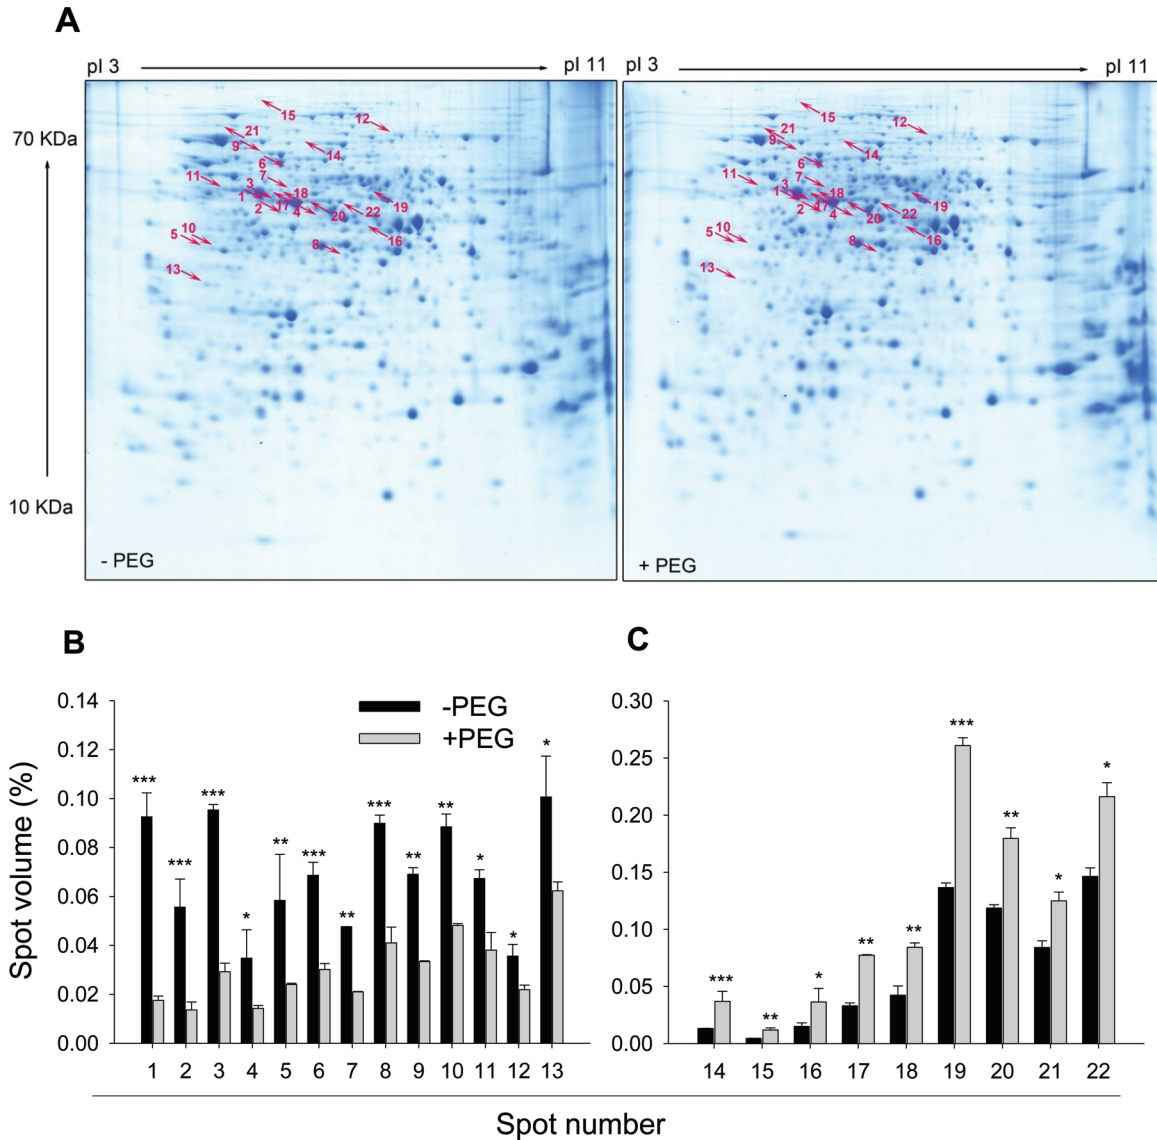 A
pI 3 pI 11 pI 3 pI 11
70 KDa
10 KDa
15 12
21
9 14
6
7
11 3 18
1 19
2 17 4 20 22
5 10 8 16
13
- PEG
15 12
21
9 14
6
7
11 3 18
1 19
2 17 4 20 22
5 10 8 16
13
+ PEG
B
Spot volume (%)
0.14
0.12
0.10
0.08
0.06
0.04
0.02
0.00
-PEG
+PEG
*** *** *** * ** *** ** *** ** ** * * *
1 2 3 4 5 6 7 8 9 10 11 12 13
C
0.30
0.25
0.20
0.15
0.10
0.05
0.00
*** ** * ** ** *** ** * *
14 15 16 17 18 19 20 21 22
Spot number